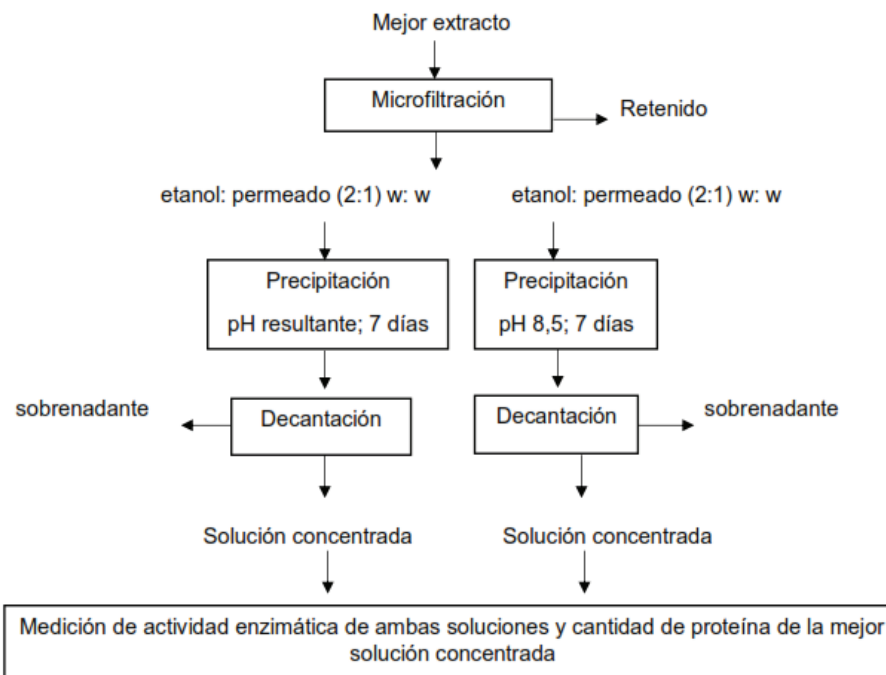 Mejor extracto
Microfiltración
Retenido
etanol: permeado (2:1) w: w
etanol: permeado (2:1) w: w
Precipitación
pH resultante; 7 días
Precipitación
pH 8,5; 7 días
sobrenadante
Decantación
Decantación
sobrenadante
Solución concentrada
Solución concentrada
Medición de actividad enzimática de ambas soluciones y cantidad de proteína de la mejor
solución concentrada